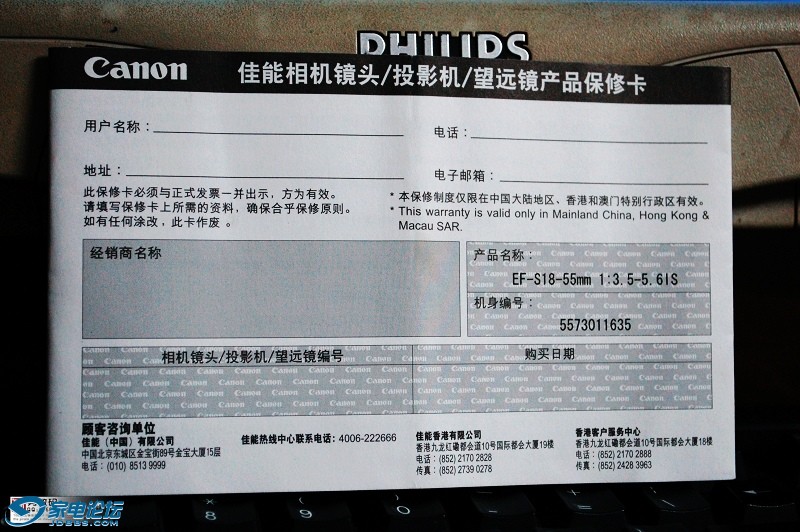 PHILIPS
Canon 佳能相机镜头/投影机/望远镜产品保修卡
用户名称：
电话：
地址：
电子邮箱：
此保修卡必须与正式发票一并出示，方为有效。
请填写保修卡上所需的资料，确保合乎保修原则。
如有任何涂改，此卡作废 。
* 本保修制度仅限在中国大陆地区、香港和澳门特别行政区有效。
* This warranty is valid only in Mainland China, Hong Kong &
Macau SAR.
经销商名称
产品名称：
EF-S18-55mm 1:3.5-5.6IS
机身编号：
5573011635
相机镜头/投影机/望远镜编号
购买日期
顾客咨询单位
佳能（中国）有限公司
中国北京东城区金宝街89号金宝大厦15层
电话：(010) 8513 9999
佳能热线中心联系电话：4006-222666
佳能香港有限公司
香港九龙红磡都会道10号国际都会大厦19楼
电话：(852) 2170 2828
传真：(852) 2739 0278
香港客户服务中心
香港九龙红磡都会道10号国际都会大厦18楼
电话：(852) 2170 2888
传真：(852) 2428 3963
家电论坛
JD BBS.COM
8
9
0